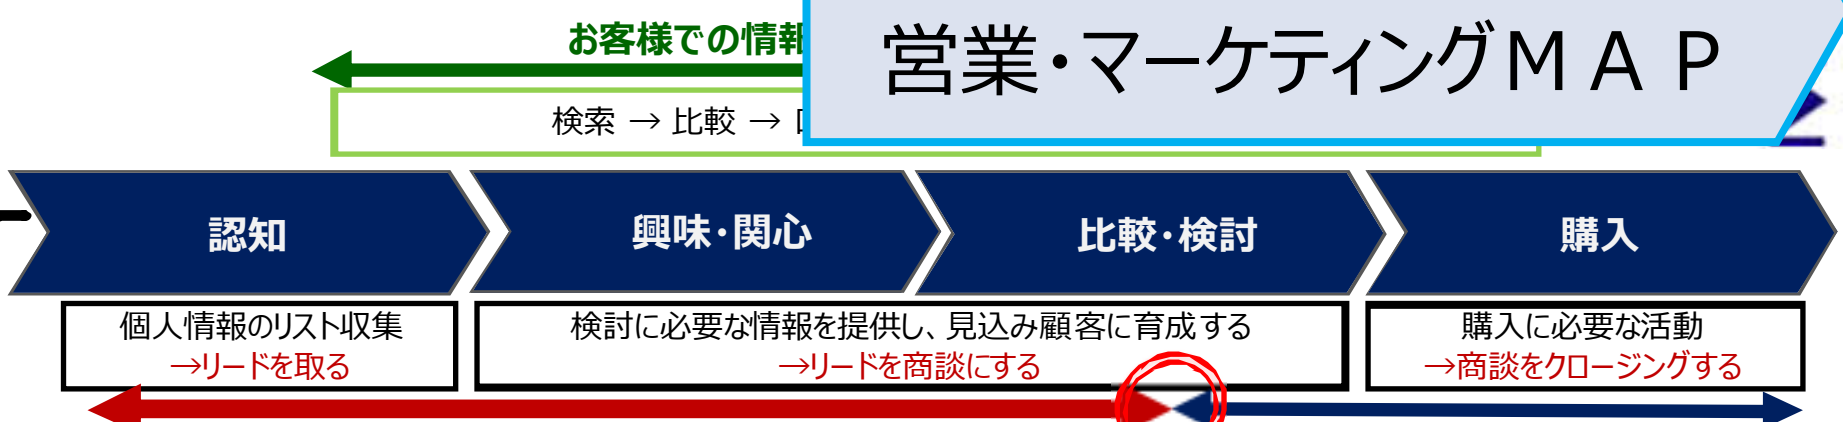 お客様での情報
営業・マーケティングＭＡＰ
検索 → 比較 →
認知
興味・関心
比較・検討
購入
個人情報のリスト収集
→リードを取る
検討に必要な情報を提供し、見込み顧客に育成する
→リードを商談にする
購入に必要な活動
→商談をクロージングする